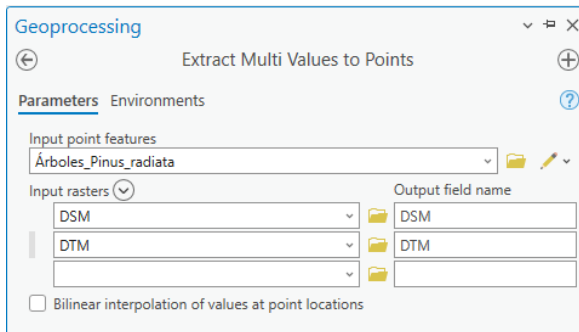 Geoprocessing
Extract Multi Values to Points
Parameters Environments
Input point features
Árboles_Pinus_radiata
Input rasters Output field name
DSM DSM
DTM DTM
Bilinear interpolation of values at point locations